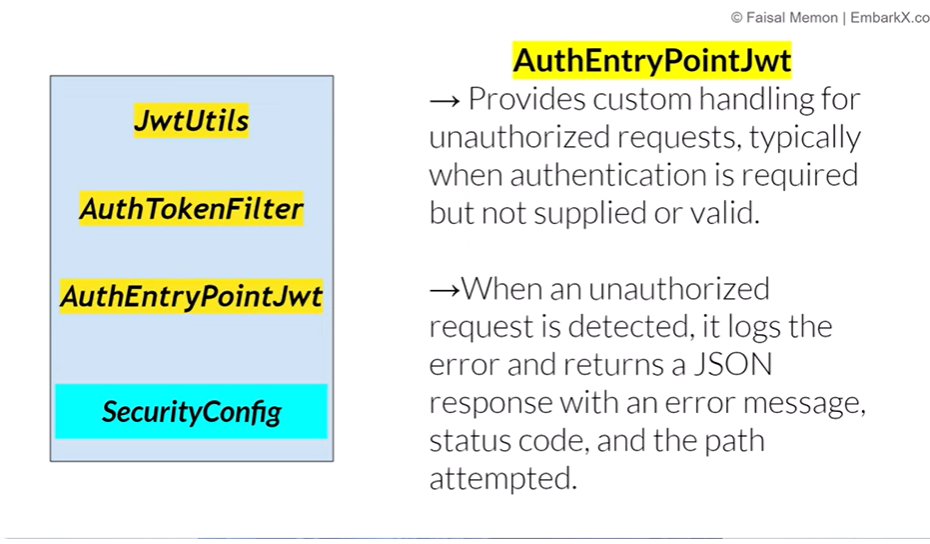 © Faisal Memon | EmbarkX.co
JwtUtils
AuthTokenFilter
AuthEntryPointJwt
SecurityConfig
AuthEntryPointJwt
→ Provides custom handling for
unauthorized requests, typically
when authentication is required
but not supplied or valid.
→When an unauthorized
request is detected, it logs the
error and returns a JSON
response with an error message,
status code, and the path
attempted.